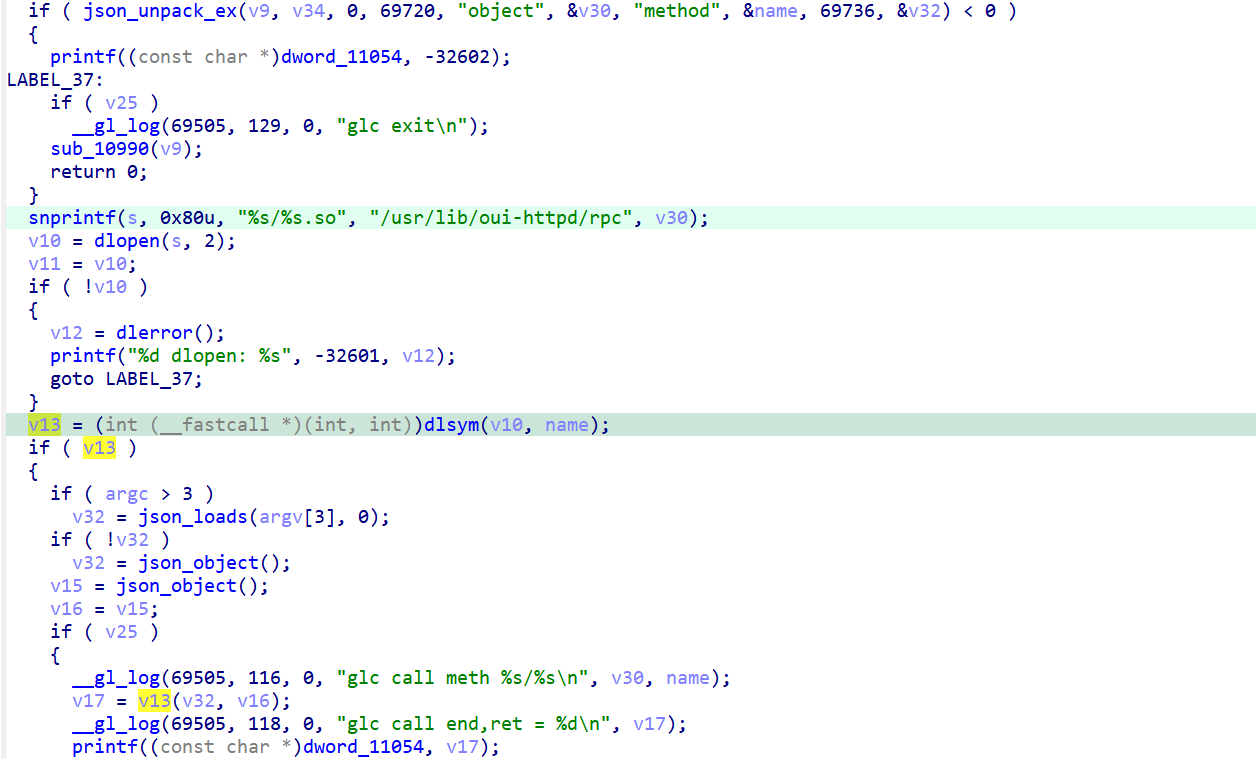 if ( json_unpack_ex(v9, v34, 0, 69720, "object", &v30, "method", &name, 69736, &v32) < 0 )
{
printf((const char *)dword_11054, -32602);
LABEL_37:
if ( v25 )
__gl_log(69505, 129, 0, "glc exit\n");
sub_10990(v9);
return 0;
}
snprintf(s, 0x80u, "%s/%s.so", "/usr/lib/oui-httpd/rpc", v30);
v10 = dlopen(s, 2);
v11 = v10;
if ( !v10 )
{
v12 = dlerror();
printf("%d dlopen: %s", -32601, v12);
goto LABEL_37;
}
v13 = (int (__fastcall *)(int, int))dlsym(v10, name);
if ( v13 )
{
if ( argc > 3 )
v32 = json_loads(argv[3], 0);
if ( !v32 )
v32 = json_object();
v15 = json_object();
v16 = v15;
if ( v25 )
{
__gl_log(69505, 116, 0, "glc call meth %s/%s\n", v30, name);
v17 = v13(v32, v16);
__gl_log(69505, 118, 0, "glc call end,ret = %d\n", v17);
printf((const char *)dword_11054, v17);